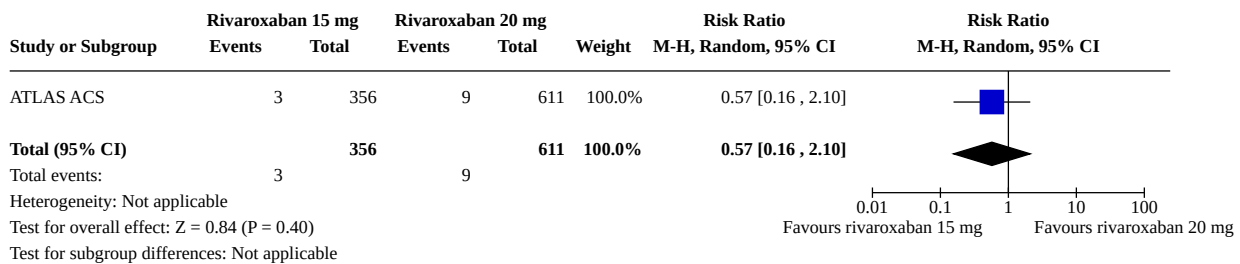 Rivaroxaban 15 mg Rivaroxaban 20 mg Risk Ratio Risk Ratio
Study or Subgroup Events Total Events Total Weight M-H, Random, 95% CI M-H, Random, 95% CI
ATLAS ACS 3 356 9 611 100.0% 0.57 [0.16 , 2.10]
Total (95% CI) 356 611 100.0% 0.57 [0.16 , 2.10]
Total events: 3 9
Heterogeneity: Not applicable 0.01 0.1 1 10 100
Test for overall effect: Z = 0.84 (P = 0.40) Favours rivaroxaban 15 mg Favours rivaroxaban 20 mg
Test for subgroup differences: Not applicable